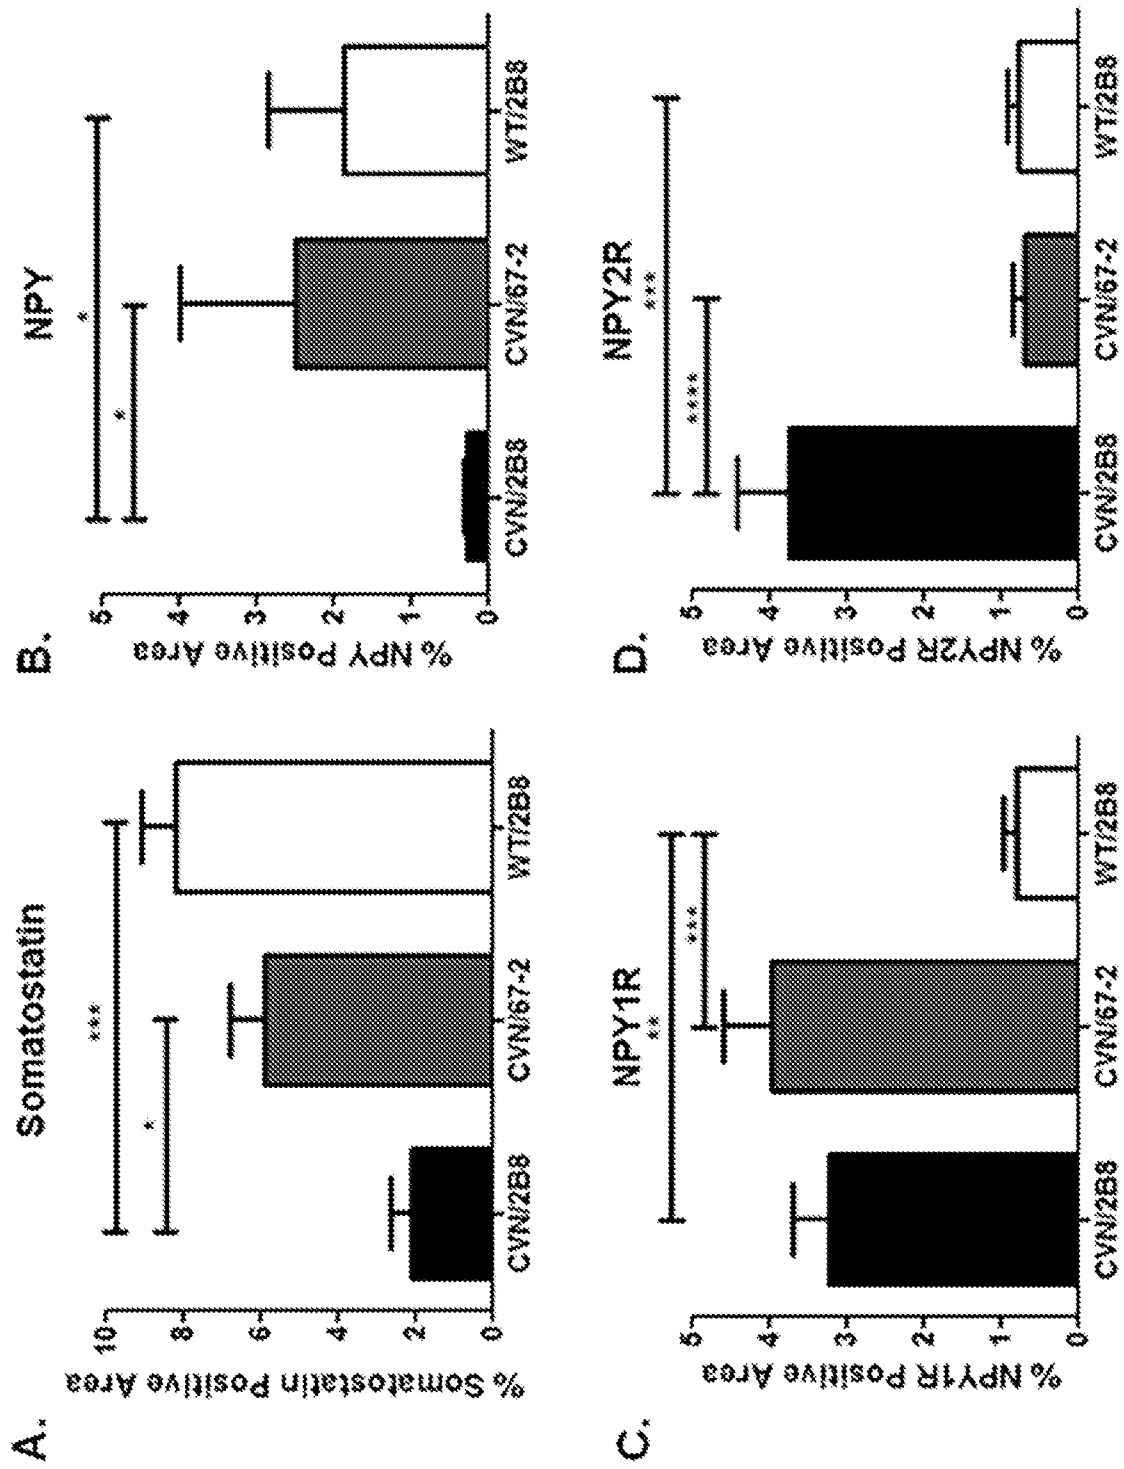 A.
Somatostatin
% Somatostatin Positive Area
10
8
6
4
2
0
***
*
CVN/2B8
CVN/67-2
WT/2B8
B.
NPY
% NPY Positive Area
5
4
3
2
1
0
*
*
CVN/2B8
CVN/67-2
WT/2B8
C.
NPY1R
% NPY1R Positive Area
5
4
3
2
1
0
**
***
CVN/2B8
CVN/67-2
WT/2B8
D.
NPY2R
% NPY2R Positive Area
5
4
3
2
1
0
***
****
CVN/2B8
CVN/67-2
WT/2B8